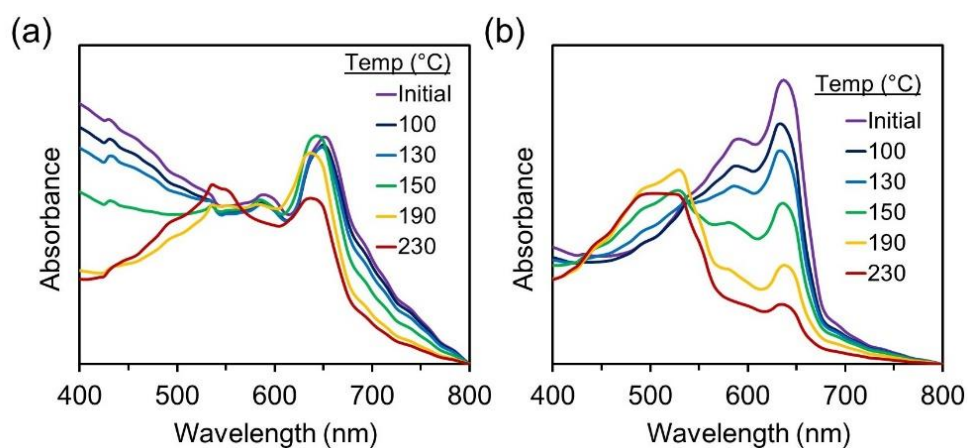 (a)
Temp (°C)
Initial
100
130
150
190
230
Absorbance
400 500 600 700 800
Wavelength (nm)
(b)
Temp (°C)
Initial
100
130
150
190
230
Absorbance
400 500 600 700 800
Wavelength (nm)